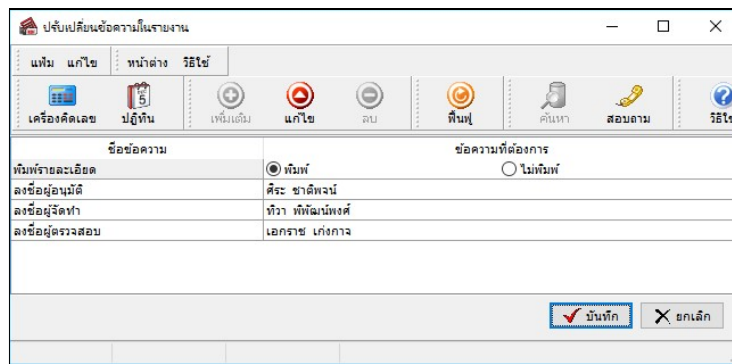 ปรับเปลี่ยนข้อความในรายงาน
แฟ้ม แก้ไข หน้าต่าง วิธีใช้
5
เครื่องคิดเลข ปฏิทิน เพิ่มเติม แก้ไข ลบ ฟื้นฟู ค้นหา สอบถาม วิธีใช้
ชื่อข้อความ ข้อความที่ต้องการ
พิมพ์รายละเอียด พิมพ์ ไม่พิมพ์
ลงชื่อผู้อนุมัติ ศิระ ชาติพจน์
ลงชื่อผู้จัดทำ ทิวา พิพัฒน์พงศ์
ลงชื่อผู้ตรวจสอบ เอกราช เก่งกาจ
บันทึก ยกเลิก